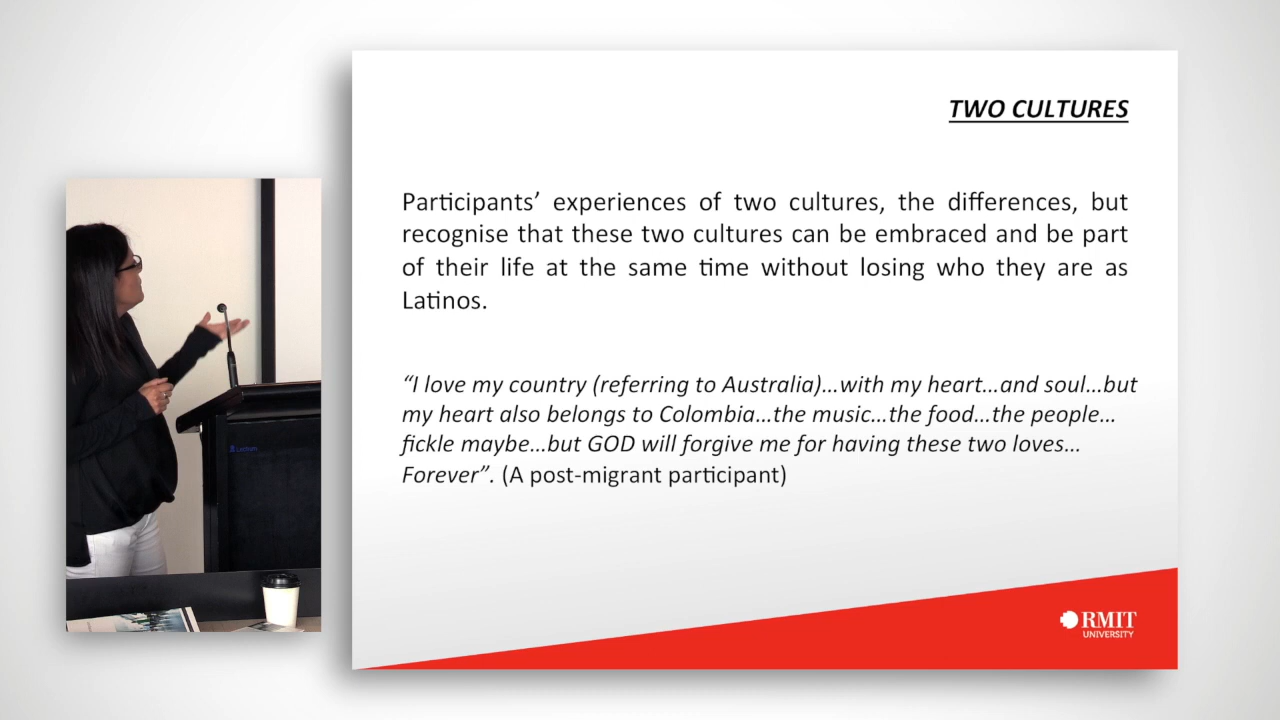 TWO CULTURES
Participants’ experiences of two cultures, the differences, but
recognise that these two cultures can be embraced and be part
of their life at the same time without losing who they are as
Latinos.
“I love my country (referring to Australia)...with my heart...and soul...but
my heart also belongs to Colombia...the music...the food...the people...
fickle maybe...but GOD will forgive me for having these two loves...
Forever”. (A post-migrant participant)
RMIT
UNIVERSITY